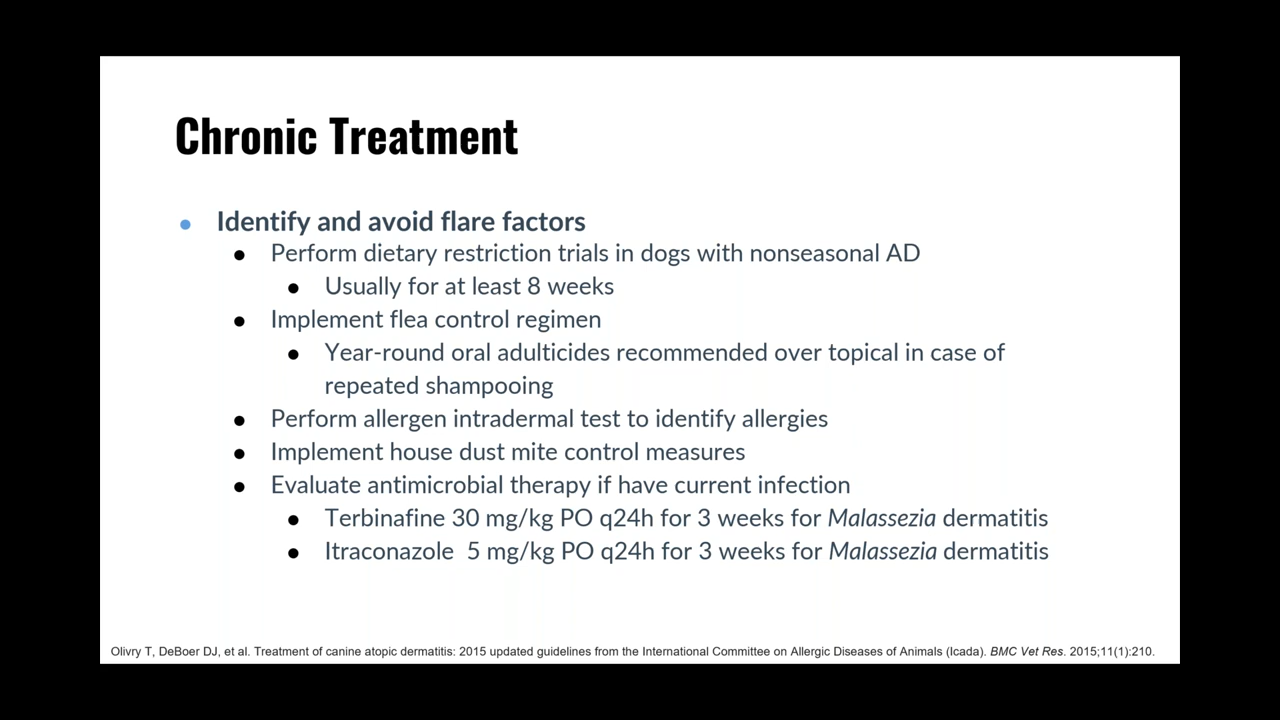 Chronic Treatment
● Identify and avoid flare factors
● Perform dietary restriction trials in dogs with nonseasonal AD
● Usually for at least 8 weeks
● Implement flea control regimen
● Year-round oral adulticides recommended over topical in case of
repeated shampooing
● Perform allergen intradermal test to identify allergies
● Implement house dust mite control measures
● Evaluate antimicrobial therapy if have current infection
● Terbinafine 30 mg/kg PO q24h for 3 weeks for Malassezia dermatitis
● Itraconazole  5 mg/kg PO q24h for 3 weeks for Malassezia dermatitis
Olivry T, DeBoer DJ, et al. Treatment of canine atopic dermatitis: 2015 updated guidelines from the International Committee on Allergic Diseases of Animals (Icada). BMC Vet Res. 2015;11(1):210.